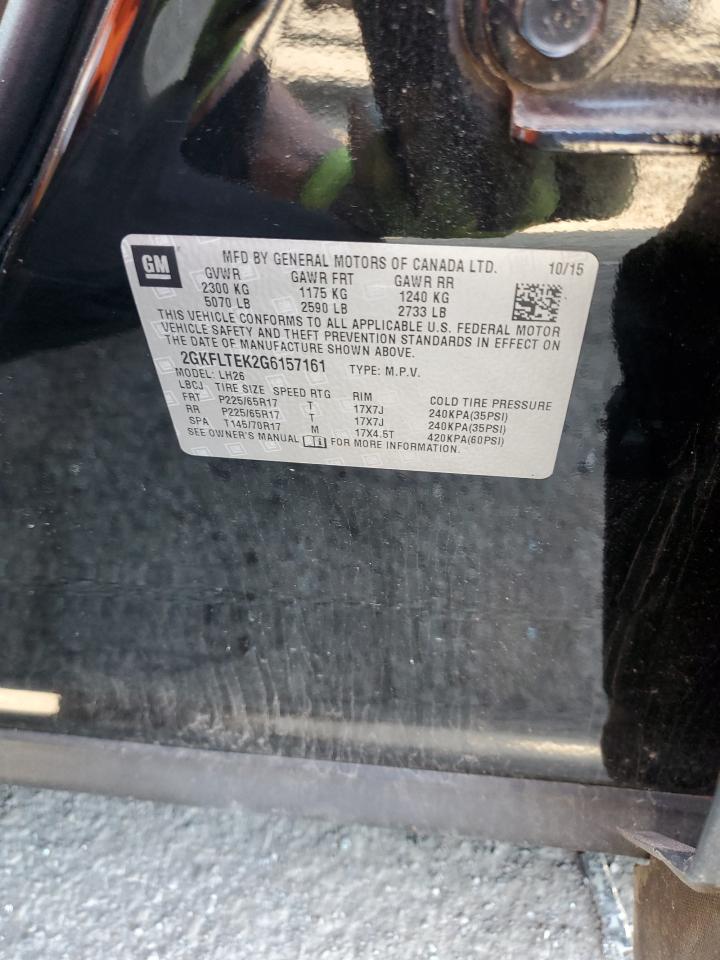 GM
MFD BY GENERAL MOTORS OF CANADA LTD. 10/15
GVWR GAWR FRT GAWR RR
2300 KG 1175 KG 1240 KG
5070 LB 2590 LB 2733 LB
THIS VEHICLE CONFORMS TO ALL APPLICABLE U.S. FEDERAL MOTOR
VEHICLE SAFETY AND THEFT PREVENTION STANDARDS IN EFFECT ON
THE DATE OF MANUFACTURE SHOWN ABOVE.
2GKFLTEK2G6157161 TYPE: M.P.V.
MODEL: LH26
LBCJ TIRE SIZE SPEED RTG RIM COLD TIRE PRESSURE
FRT P225/65R17 T 17X7J 240KPA(35PSI)
RR P225/65R17 T 17X7J 240KPA(35PSI)
SPA T145/70R17 M 17X4.5T 420KPA(60PSI)
SEE OWNER'S MANUAL FOR MORE INFORMATION.